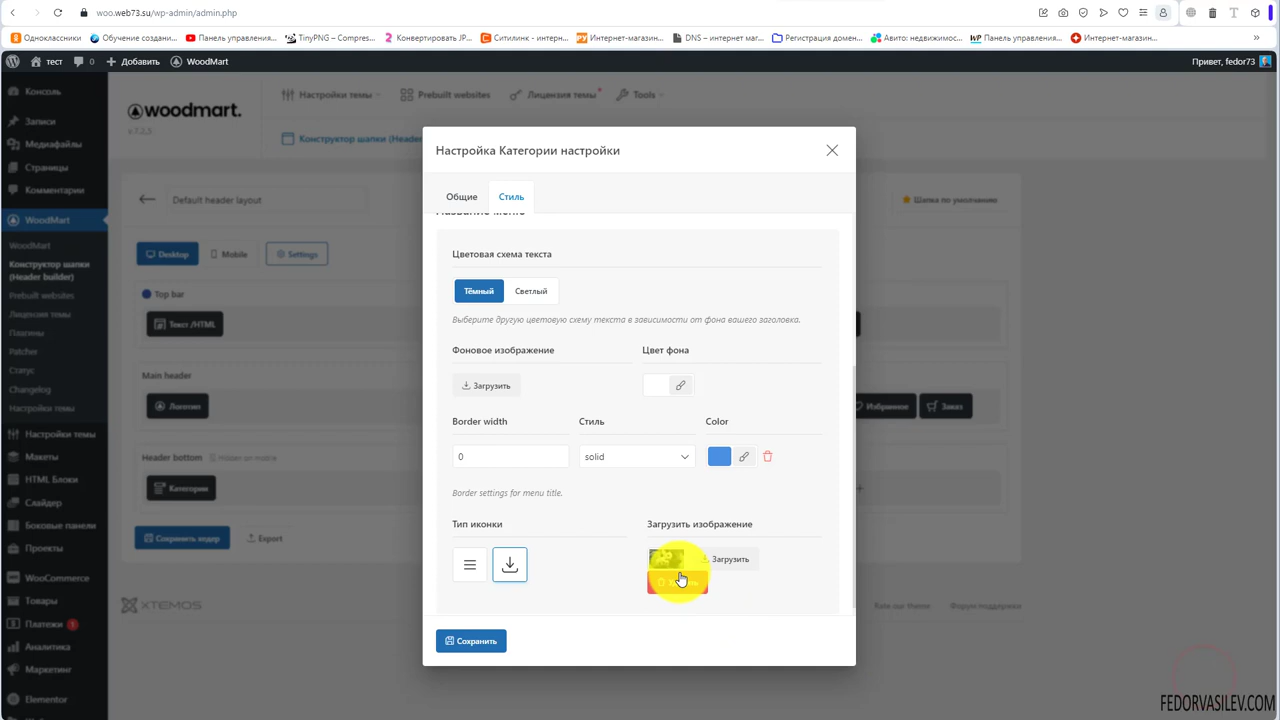 woo.web73.su/wp-admin/admin.php
Одноклассники
Обучение создани...
Панель управления...
TinyPNG – Compres...
Конвертировать JP...
Ситилинк - интерн...
Интернет-магазин...
DNS – интернет маг...
Регистрация домен...
Авито: недвижимос...
Панель управления...
Интернет-магазин...
тест
0
Добавить
WoodMart
Привет, fedor73
Консоль
Записи
Медиафайлы
Страницы
Комментарии
WoodMart
WoodMart
Конструктор шапки
(Header builder)
Prebuilt websites
Лицензия темы
Плагины
Patcher
Статус
Changelog
Настройки темы
Настройки темы
Макеты
HTML Блоки
Слайдер
Боковые панели
Проекты
WooCommerce
Товары
Платежи 1
Аналитика
Маркетинг
Elementor
woodmart.
v.7.2.5
Настройки темы
Prebuilt websites
Лицензия темы
Tools
Конструктор шапки (Heade
Default header layout
Шапка по умолчанию
Desktop
Mobile
Settings
Top bar
Текст /HTML
Main header
Логотип
Избранное
Заказ
Header bottom
Hidden on mobile
Категории
Сохранить хедер
Export
XTEMOS
Rate our theme
Форум поддержки
Настройка Категории настройки
Общие
Стиль
Название меню
Цветовая схема текста
Тёмный
Светлый
Выберите другую цветовую схему текста в зависимости от фона вашего заголовка.
Фоновое изображение
Цвет фона
Загрузить
Border width
Стиль
Color
0
solid
Border settings for menu title.
Тип иконки
Загрузить изображение
Загрузить
Сохранить
FEDORVASILEV.COM